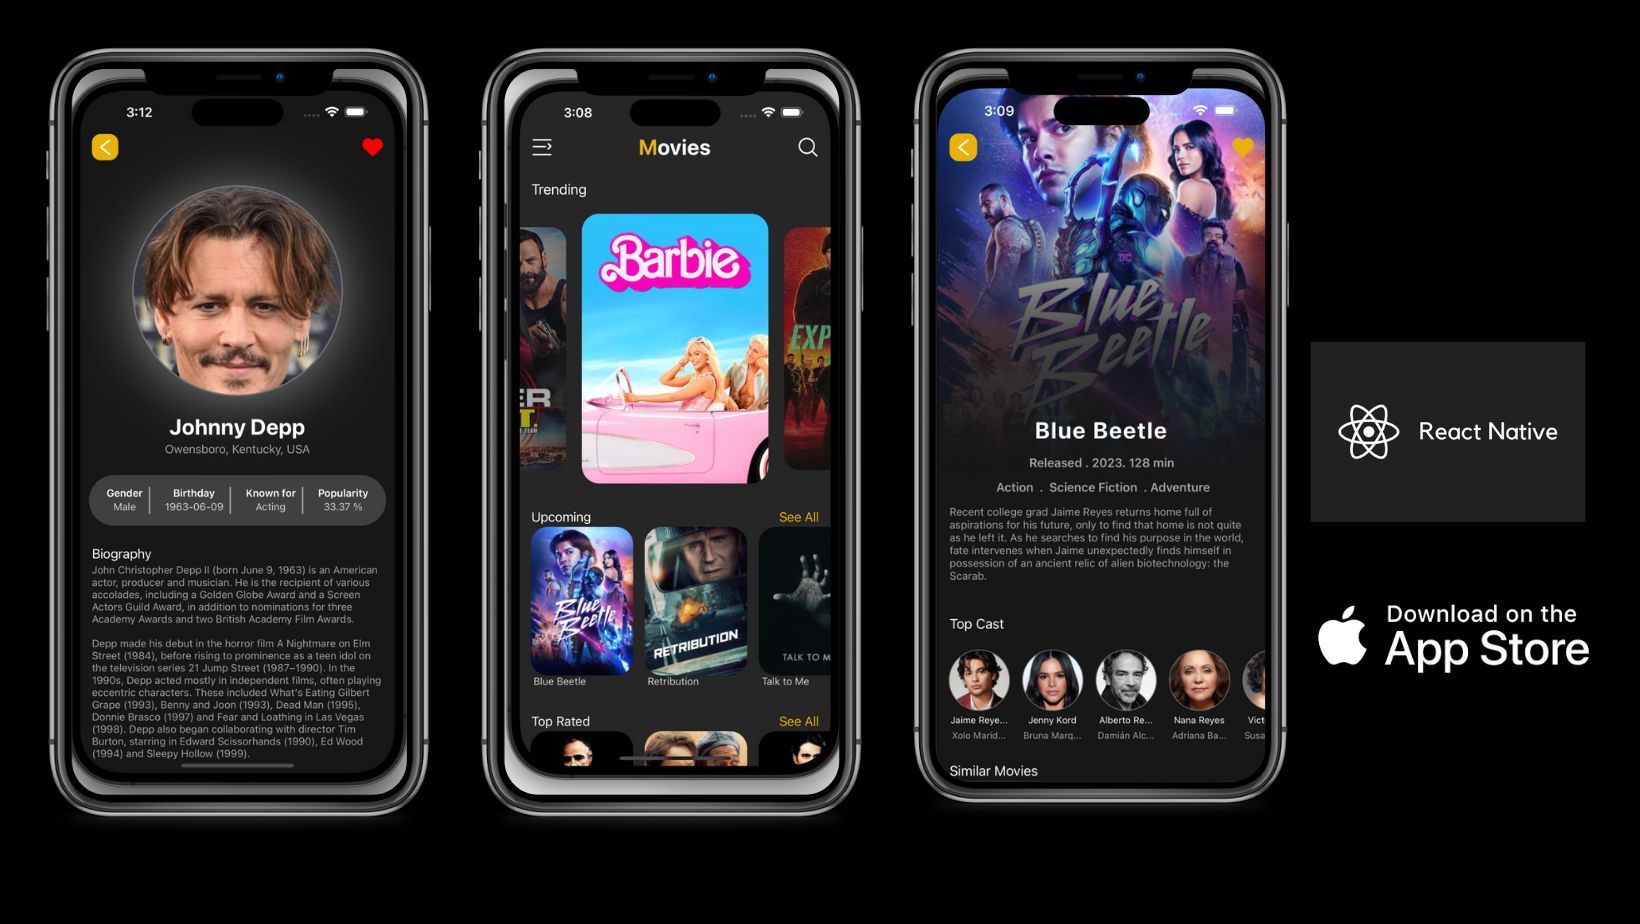 3:12
Johnny Depp
Owensboro, Kentucky, USA
Gender
Male
Birthday
1963-06-09
Known for
Acting
Popularity
33.37 %
Biography
John Christopher Depp II (born June 9, 1963) is an American
actor, producer and musician. He is the recipient of various
accolades, including a Golden Globe Award and a Screen
Actors Guild Award, in addition to nominations for three
Academy Awards and two British Academy Film Awards.
Depp made his debut in the horror film A Nightmare on Elm
Street (1984), before rising to prominence as a teen idol on
the television series 21 Jump Street (1987–1990). In the
1990s, Depp acted mostly in independent films, often playing
eccentric characters. These included What's Eating Gilbert
Grape (1993), Benny and Joon (1993), Dead Man (1995),
Donnie Brasco (1997) and Fear and Loathing in Las Vegas
(1998). Depp also began collaborating with director Tim
Burton, starring in Edward Scissorhands (1990), Ed Wood
(1994) and Sleepy Hollow (1999).
3:08
Movies
Trending
ER
T.
E TEAM
Barbie
EXP
Upcoming
See All
Blue
Beetle
RETRIBUTION
TALK TO M
Blue Beetle
Retribution
Talk to Me
Top Rated
See All
3:09
DC
Blue
Beetle
Blue Beetle
Released . 2023. 128 min
Action . Science Fiction . Adventure
Recent college grad Jaime Reyes returns home full of
aspirations for his future, only to find that home is not quite
as he left it. As he searches to find his purpose in the world,
fate intervenes when Jaime unexpectedly finds himself in
possession of an ancient relic of alien biotechnology: the
Scarab.
Top Cast
Jaime Reye...
Xolo Marid...
Jenny Kord
Bruna Marq...
Alberto Re...
Damián Alc...
Nana Reyes
Adriana Ba...
Vict
Susa
Similar Movies
React Native
Download on the
App Store